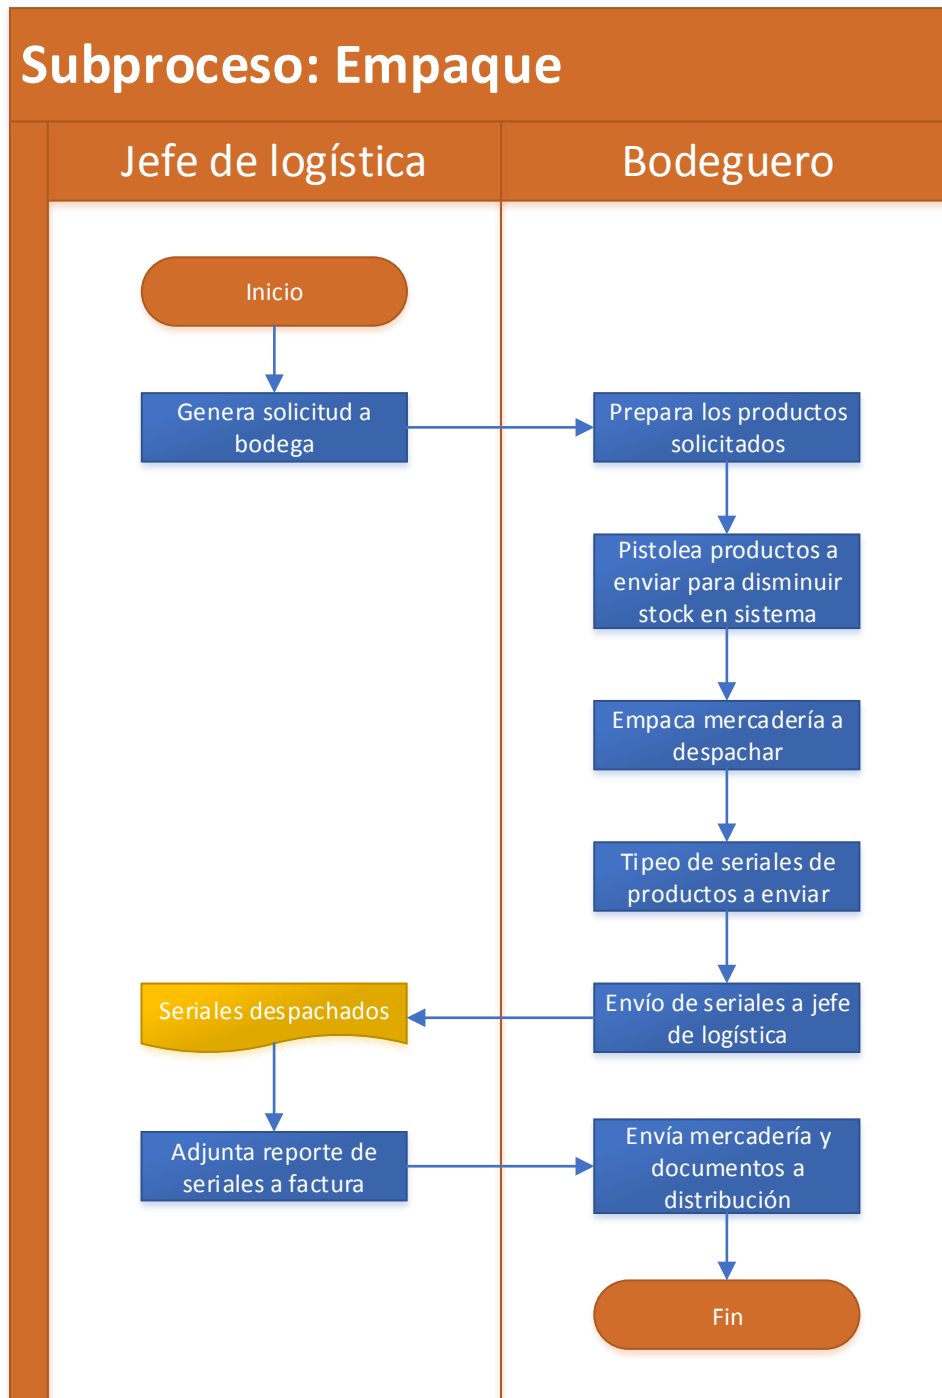 Subproceso: Empaque
Jefe de logística
Bodeguero
Inicio
Genera solicitud a
bodega
Prepara los productos
solicitados
Pistolea productos a
enviar para disminuir
stock en sistema
Empaca mercadería a
despachar
Tipeo de seriales de
productos a enviar
Envío de seriales a jefe
de logística
Seriales despachados
Adjunta reporte de
seriales a factura
Envía mercadería y
documentos a
distribución
Fin